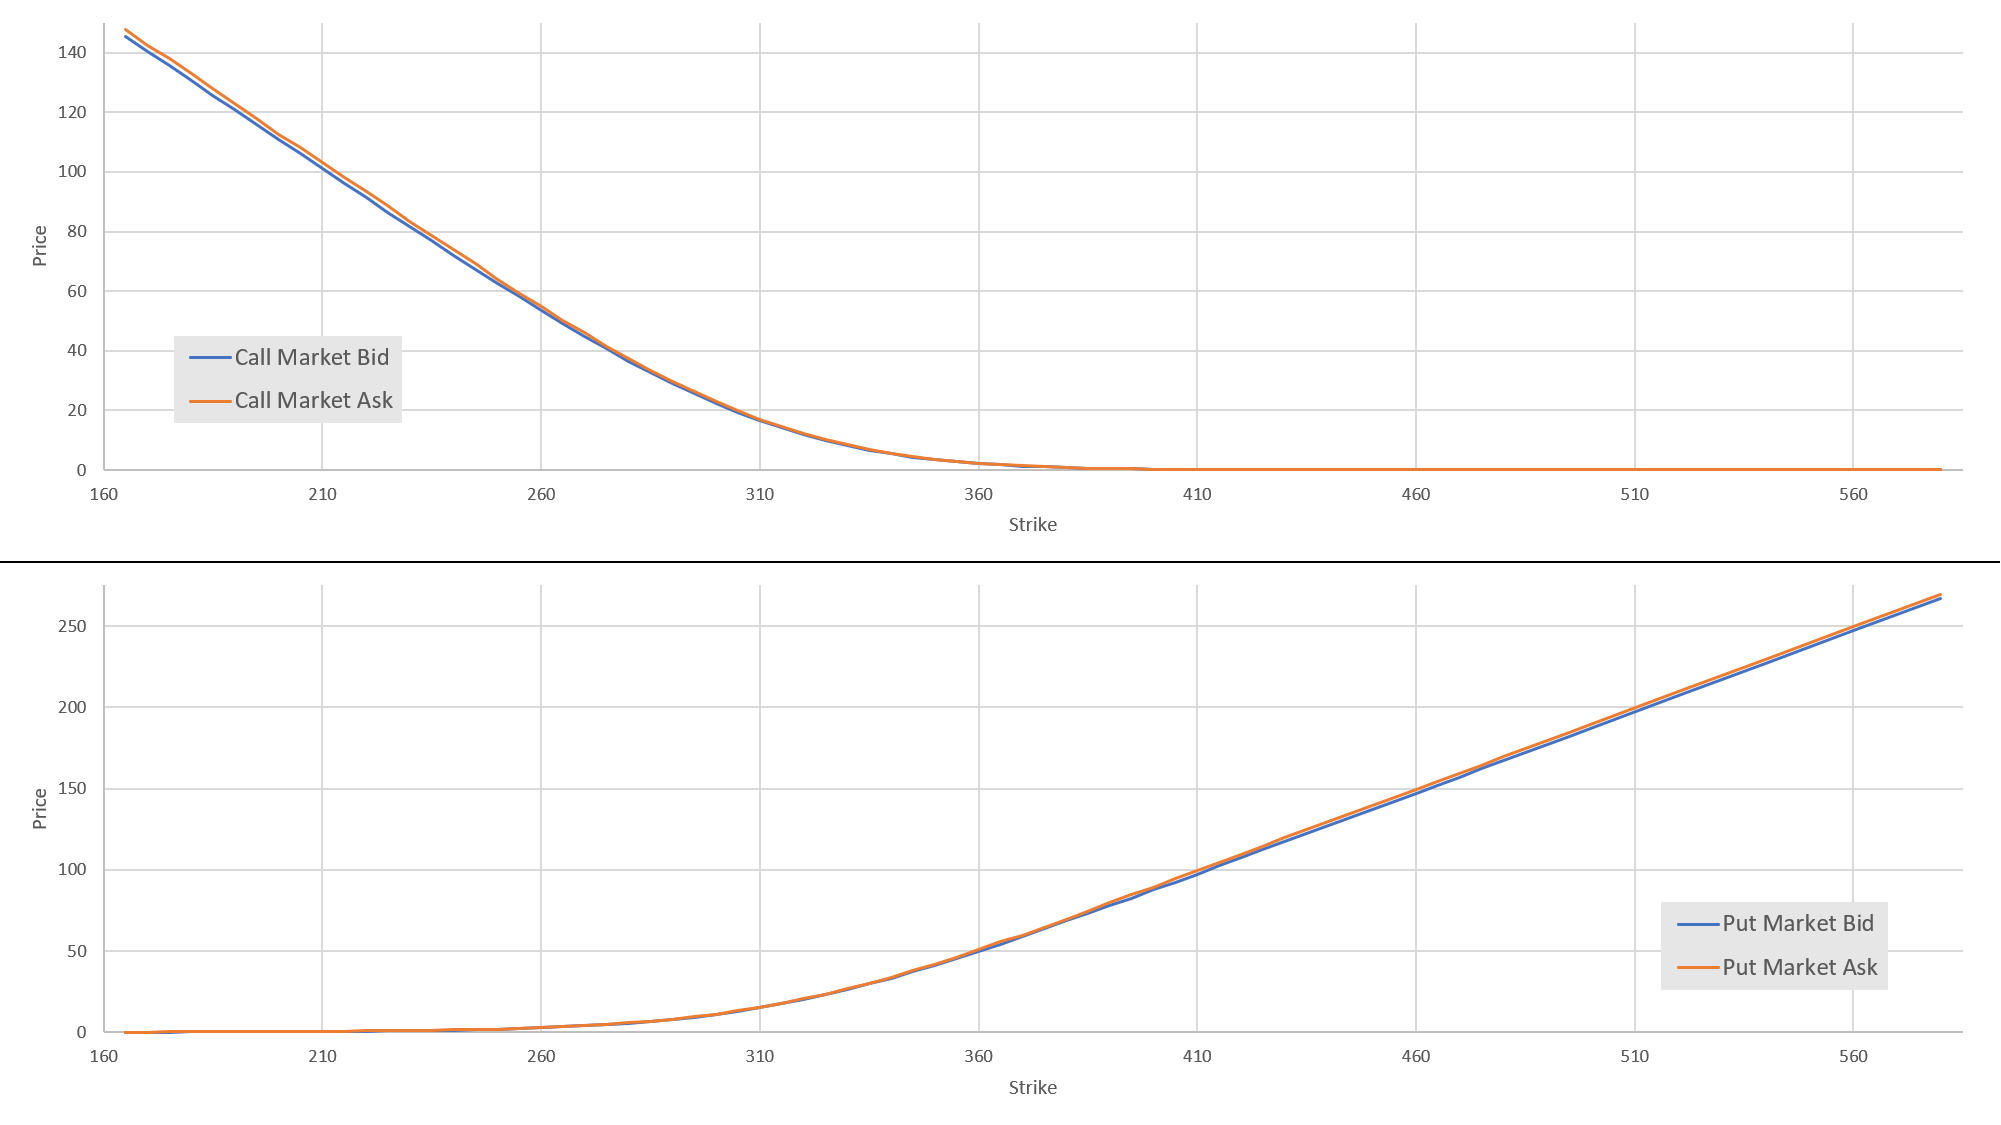 140
120
100
80
60
40
20
0
Price
Call Market Bid
Call Market Ask
160 210 260 310 360 410 460 510 560
Strike
250
200
150
100
50
0
Price
Put Market Bid
Put Market Ask
160 210 260 310 360 410 460 510 560
Strike